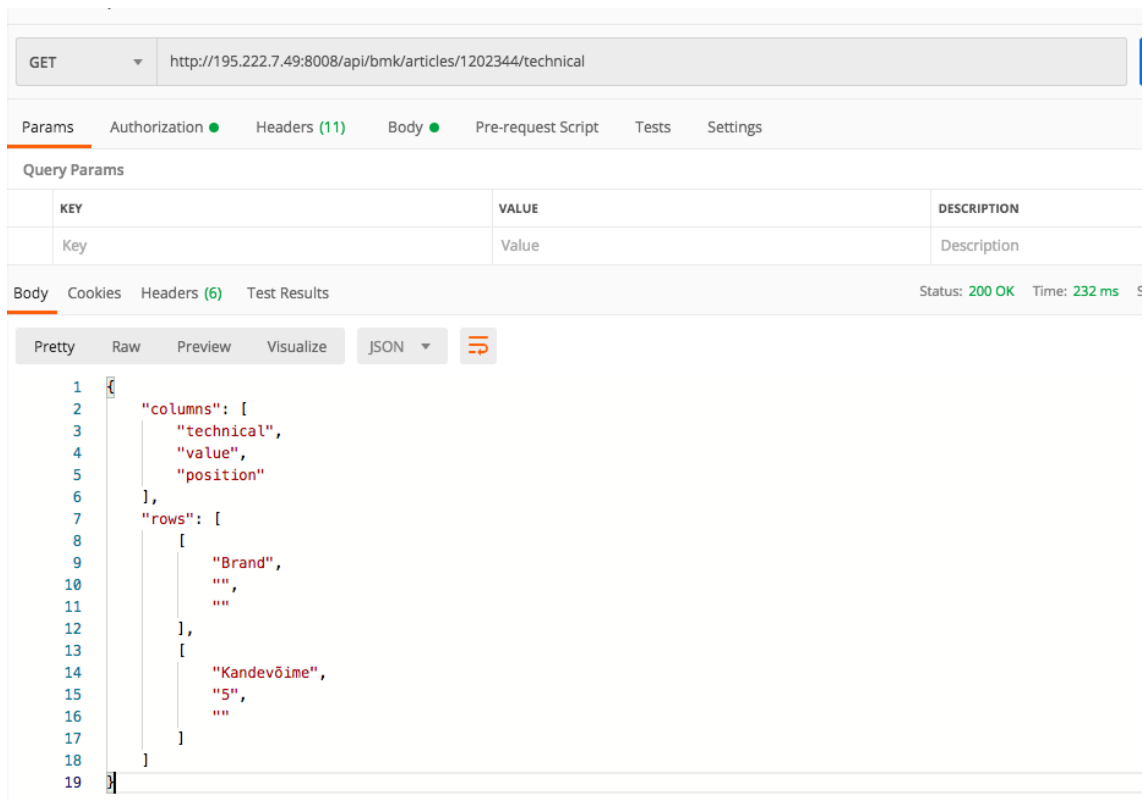 GET http://195.222.7.49:8008/api/bmk/articles/1202344/technical
Params Authorization Headers (11) Body Pre-request Script Tests Settings
Query Params
KEY VALUE DESCRIPTION
Key Value Description
Body Cookies Headers (6) Test Results Status: 200 OK Time: 232 ms S
Pretty Raw Preview Visualize JSON
1 {
2 "columns": [
3 "technical",
4 "value",
5 "position"
6 ],
7 "rows": [
8 [
9 "Brand",
10 "",
11 ""
12 ],
13 [
14 "Kandevõime",
15 "5",
16 ""
17 ]
18 ]
19 }